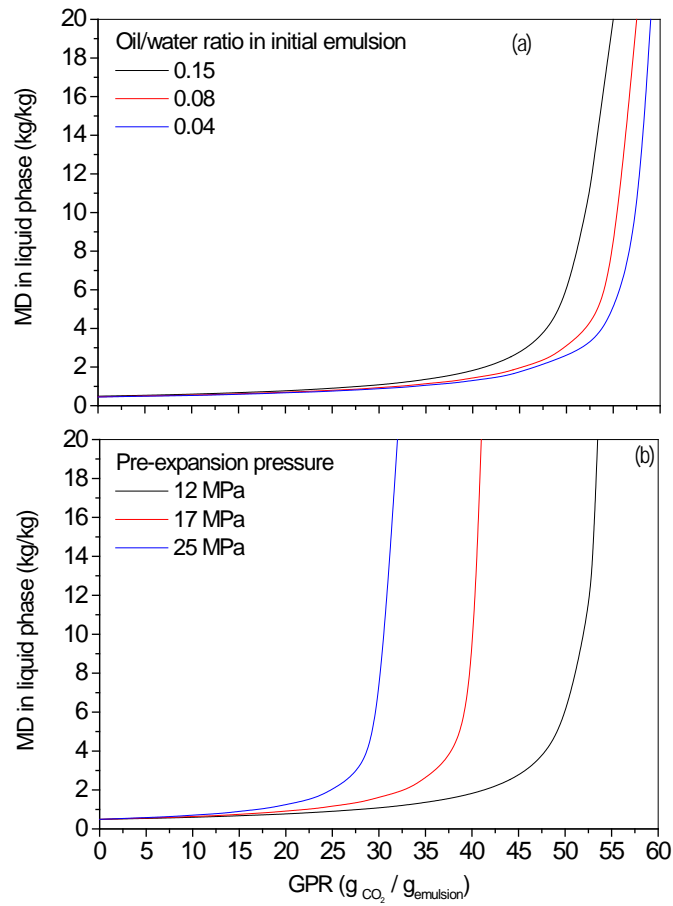 20
18
16
14
12
10
8
6
4
2
0
MD in liquid phase (kg/kg)
Oil/water ratio in initial emulsion
(a)
0.15
0.08
0.04
20
18
16
14
12
10
8
6
4
2
0
MD in liquid phase (kg/kg)
Pre-expansion pressure
(b)
12 MPa
17 MPa
25 MPa
0 5 10 15 20 25 30 35 40 45 50 55 60
GPR (g CO2 / gemulsion)